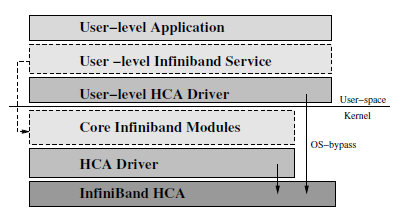 User-level Application
User -level Infiniband Service
User-level HCA Driver
User-space
Kernel
Core Infiniband Modules
OS-bypass
HCA Driver
InfiniBand HCA